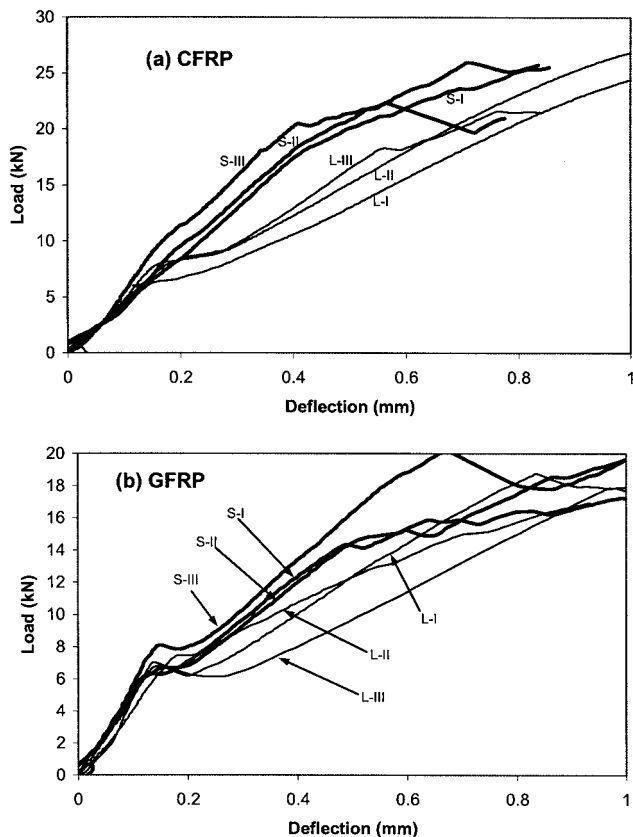 (a) CFRP
Load (kN)
30
25
20
15
10
5
0
S-III
S-II
S-I
L-III
L-II
L-I
0 0.2 0.4 0.6 0.8 1
Deflection (mm)
(b) GFRP
Load (kN)
20
18
16
14
12
10
8
6
4
2
0
S-I
S-II
S-III
L-I
L-II
L-III
0 0.2 0.4 0.6 0.8 1
Deflection (mm)